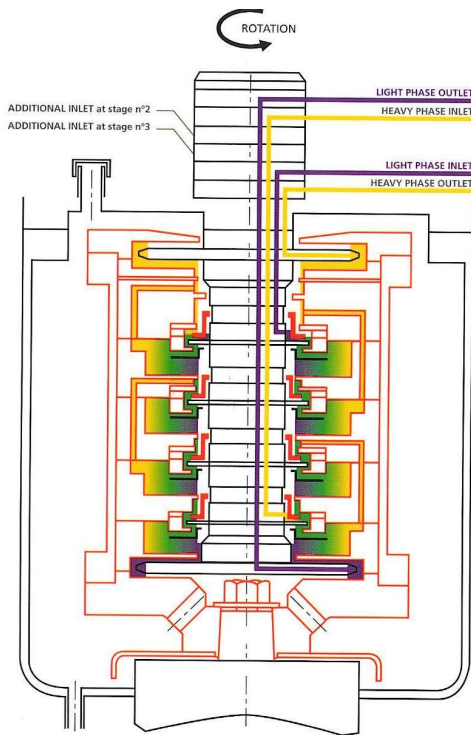 ROTATION
LIGHT PHASE OUTLET
HEAVY PHASE INLET
ADDITIONAL INLET at stage n°2
ADDITIONAL INLET at stage n°3
LIGHT PHASE INLET
HEAVY PHASE OUTLET